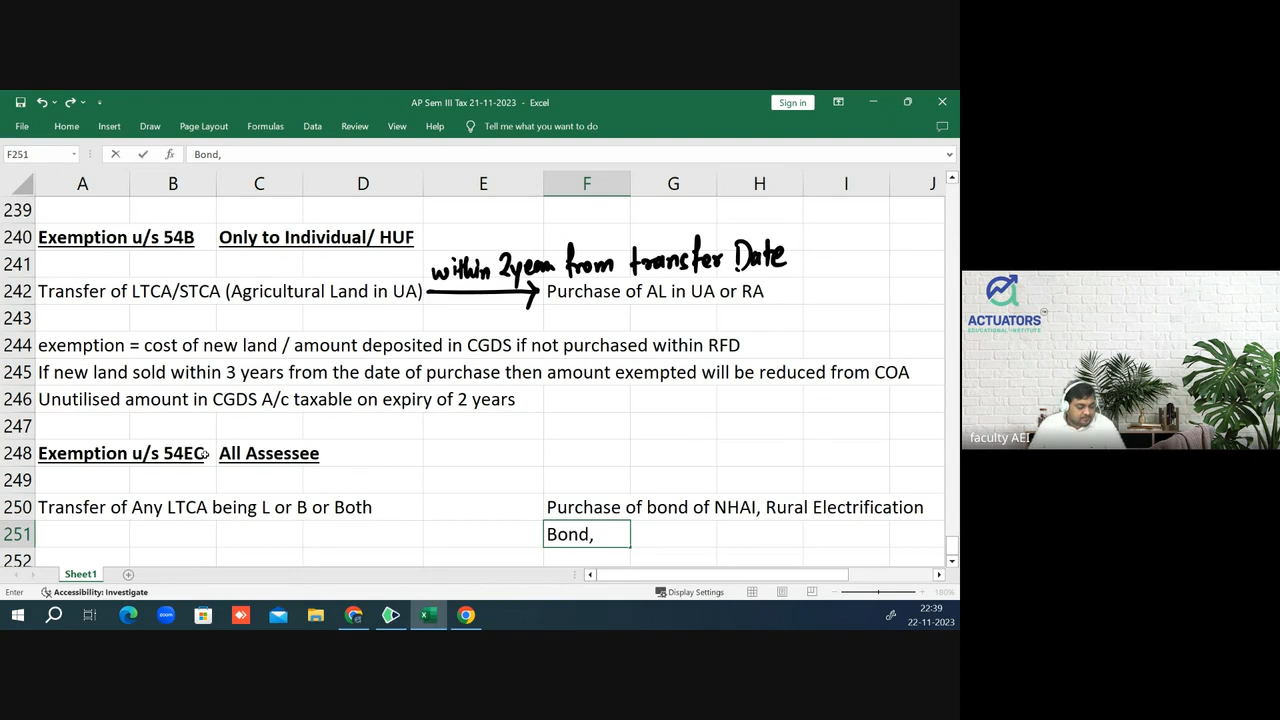 AP Sem III Tax 21-11-2023 - Excel
Sign in
File Home Insert Draw Page Layout Formulas Data Review View Help Tell me what you want to do
F251 fx Bond,
A B C D E F G H I J
239
240 Exemption u/s 54B Only to Individual/ HUF
241 within 2year from transfer Date
242 Transfer of LTCA/STCA (Agricultural Land in UA) Purchase of AL in UA or RA
243
244 exemption = cost of new land / amount deposited in CGDS if not purchased within RFD
245 If new land sold within 3 years from the date of purchase then amount exempted will be reduced from COA
246 Unutilised amount in CGDS A/c taxable on expiry of 2 years
247
248 Exemption u/s 54EC All Assessee
249
250 Transfer of Any LTCA being L or B or Both Purchase of bond of NHAI, Rural Electrification
251 Bond,
252
Sheet1
Enter Accessibility: Investigate Display Settings 180%
zoom
22:39
22-11-2023
ACTUATORS
EDUCATIONAL INSTITUTE
faculty AEI